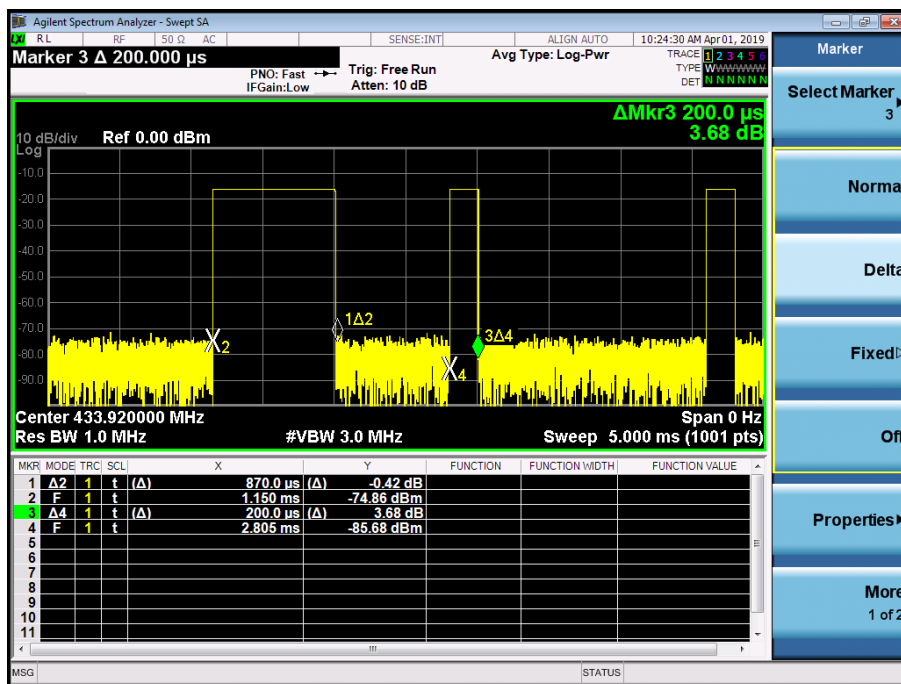 Agilent Spectrum Analyzer - Swept SA
LXI RL RF 50 Ω AC SENSE:INT ALIGN AUTO 10:24:30 AM Apr 01, 2019
Marker 3 Δ 200.000 µs
PNO: Fast
IFGain:Low
Trig: Free Run
Atten: 10 dB
Avg Type: Log-Pwr
TRACE 1 2 3 4 5 6
TYPE WWWWWW
DET N N N N N N
ΔMkr3 200.0 µs
3.68 dB
10 dB/div Ref 0.00 dBm
Log
-10.0
-20.0
-30.0
-40.0
-50.0
-60.0
-70.0
-80.0
-90.0
2
1Δ2
4
3Δ4
Center 433.920000 MHz Span 0 Hz
Res BW 1.0 MHz #VBW 3.0 MHz Sweep 5.000 ms (1001 pts)
MKR MODE TRC SCL X Y FUNCTION FUNCTION WIDTH FUNCTION VALUE
1 Δ2 1 t (Δ) 870.0 µs (Δ) -0.42 dB
2 F 1 t 1.150 ms -74.86 dBm
3 Δ4 1 t (Δ) 200.0 µs (Δ) 3.68 dB
4 F 1 t 2.805 ms -85.68 dBm
5
6
7
8
9
10
11
MSG STATUS
Marker
Select Marker
3
Norma
Delta
Fixed
Of
Properties
More
1 of 2